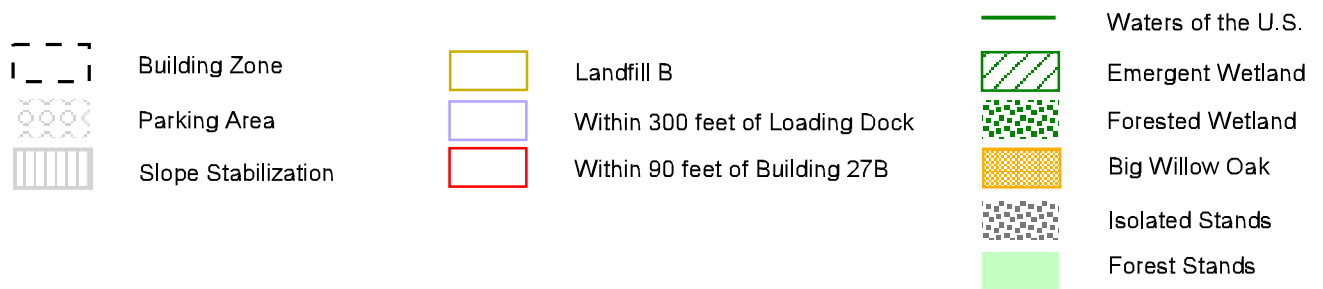 Building Zone
Parking Area
Slope Stabilization
Landfill B
Within 300 feet of Loading Dock
Within 90 feet of Building 27B
Waters of the U.S.
Emergent Wetland
Forested Wetland
Big Willow Oak
Isolated Stands
Forest Stands